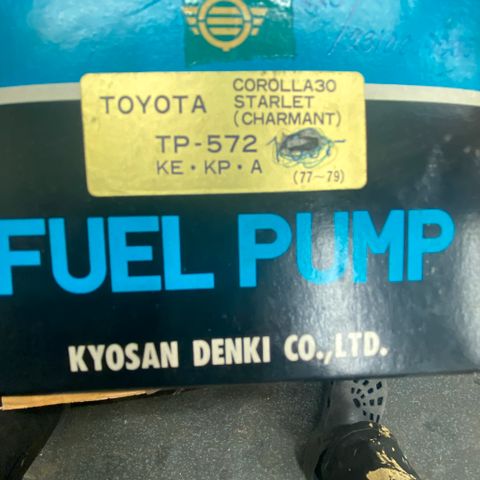 TOYOTA COROLLA30
STARLET
(CHARMANT)
TP-572
KE・KP・A (77~79)
FUEL PUMP
KYOSAN DENKI CO.,LTD.